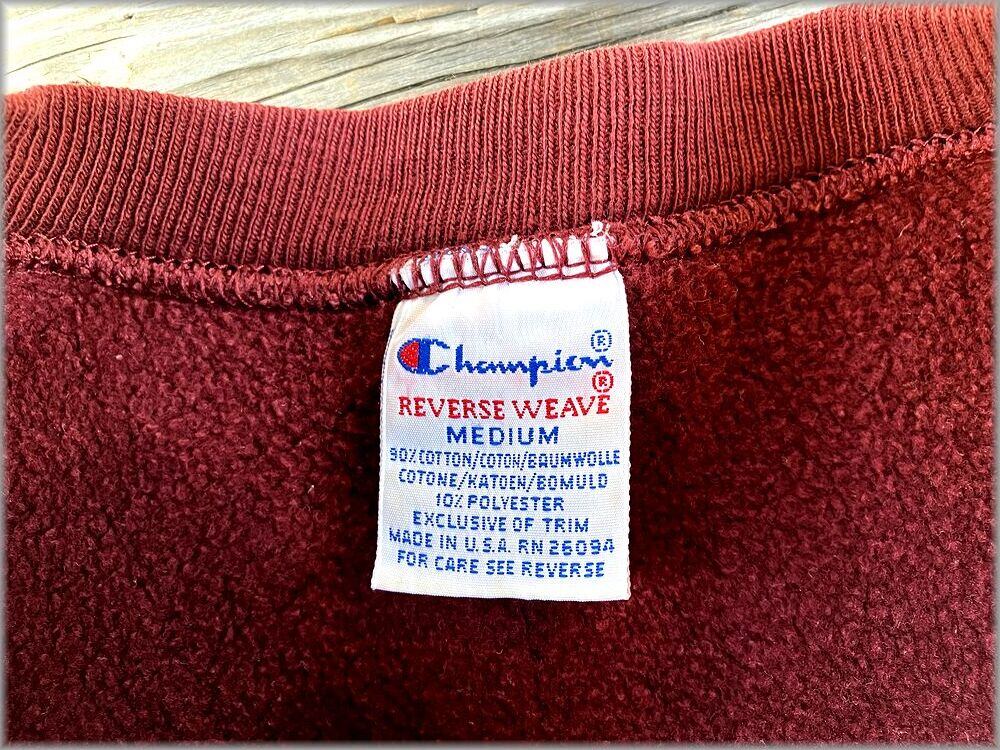 Champion®
REVERSE WEAVE®
MEDIUM
90% COTTON/COTON/BAUMWOLLE
COTONE/KATOEN/BOMULD
10% POLYESTER
EXCLUSIVE OF TRIM
MADE IN U.S.A. RN 26094
FOR CARE SEE REVERSE